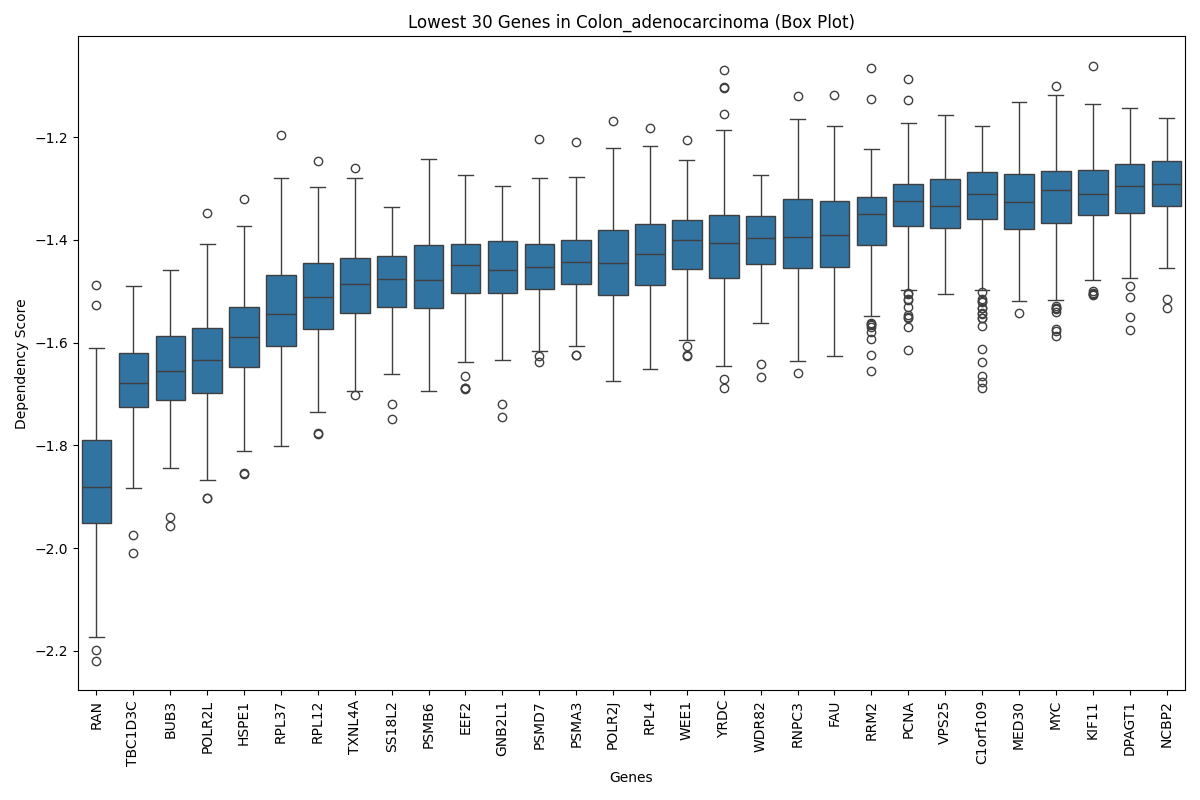 Lowest 30 Genes in Colon_adenocarcinoma (Box Plot)
Dependency Score
−1.2
−1.4
−1.6
−1.8
−2.0
−2.2
RAN
TBC1D3C
BUB3
POLR2L
HSPE1
RPL37
RPL12
TXNL4A
SS18L2
PSMB6
EEF2
GNB2L1
PSMD7
PSMA3
POLR2J
RPL4
WEE1
YRDC
WDR82
RNPC3
FAU
RRM2
PCNA
VPS25
C1orf109
MED30
MYC
KIF11
DPAGT1
NCBP2
Genes